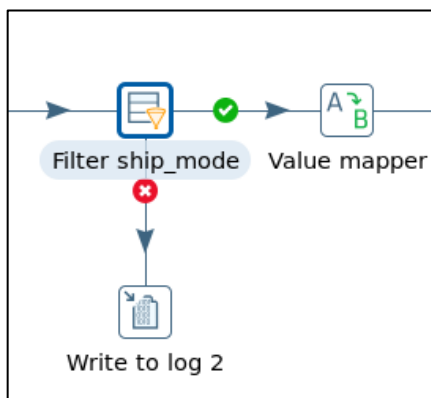 A
B
Filter ship_mode
Value mapper
Write to log 2